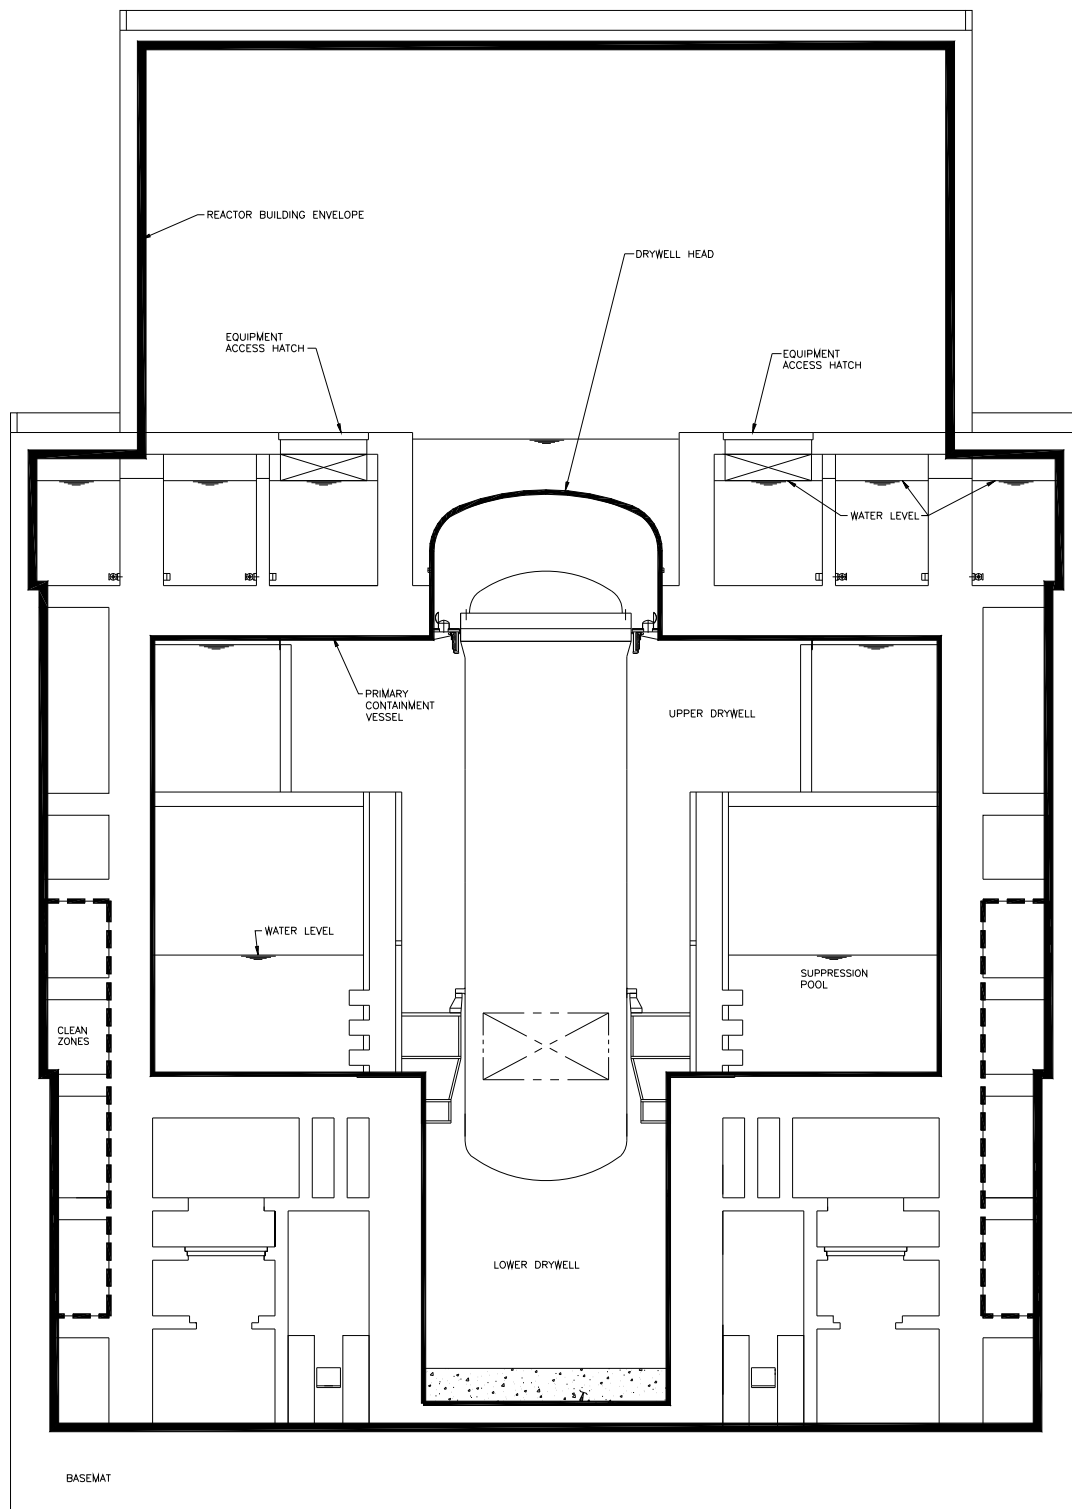 REACTOR BUILDING ENVELOPE
DRYWELL HEAD
EQUIPMENT
ACCESS HATCH
EQUIPMENT
ACCESS HATCH
WATER LEVEL
PRIMARY
CONTAINMENT
VESSEL
UPPER DRYWELL
WATER LEVEL
SUPPRESSION
POOL
CLEAN
ZONES
LOWER DRYWELL
BASEMAT